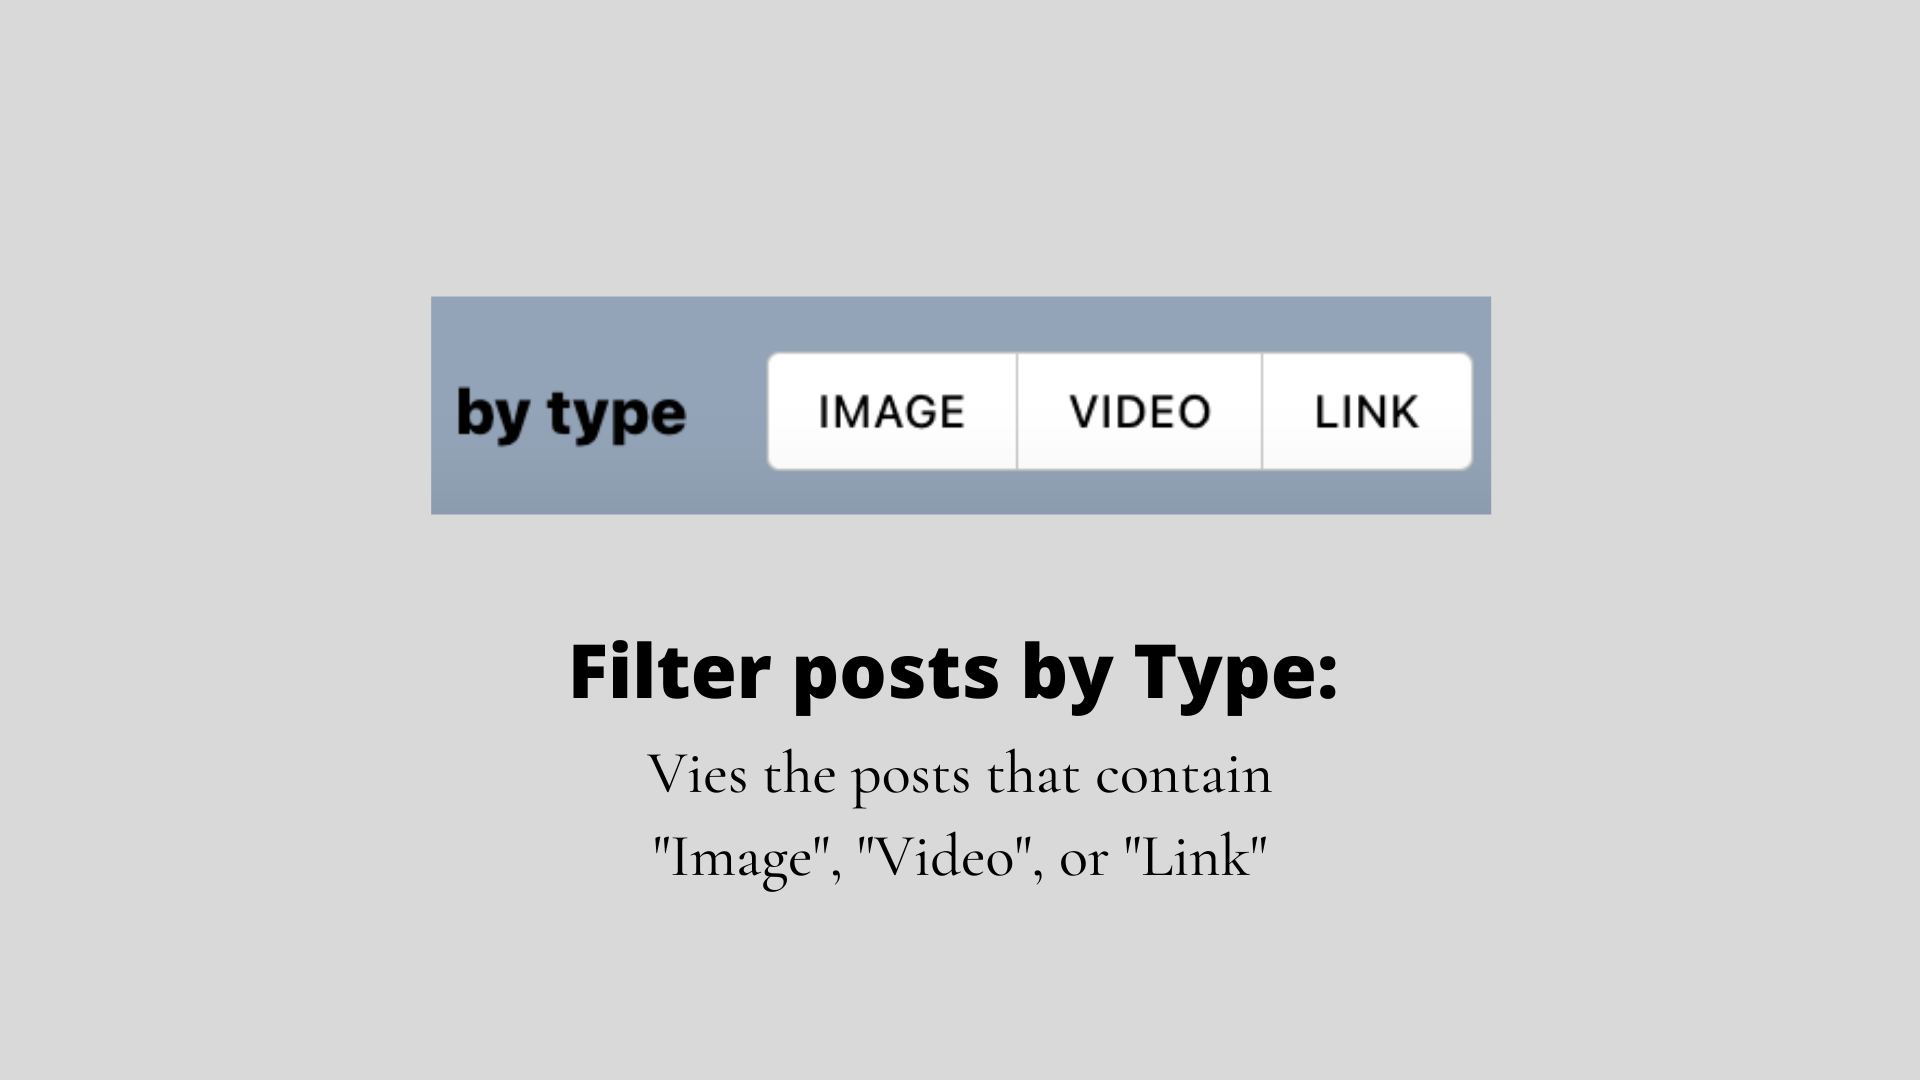 by type IMAGE VIDEO LINK
Filter posts by Type:
Vies the posts that contain
"Image", "Video", or "Link"